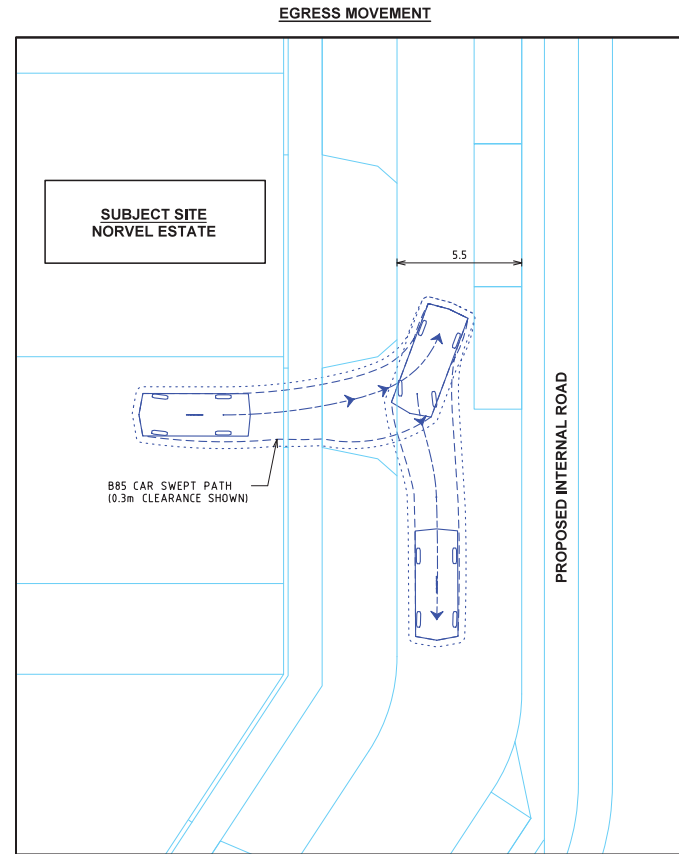 EGRESS MOVEMENT
SUBJECT SITE
NORVEL ESTATE
5.5
B85 CAR SWEPT PATH
(0.3m CLEARANCE SHOWN)
PROPOSED INTERNAL ROAD